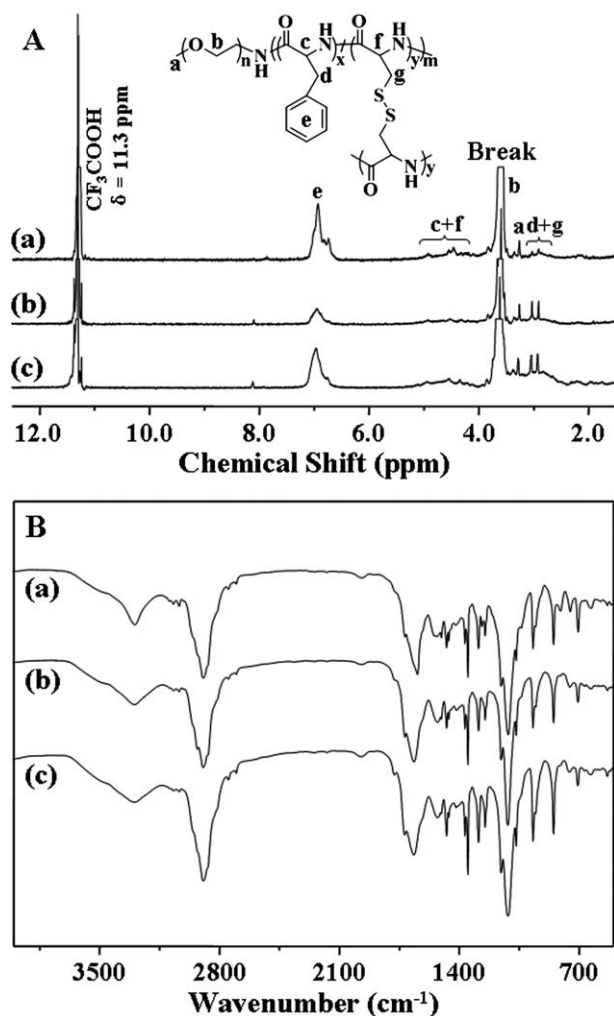 A
O
O
b
c
H
N
f
H
N
a
O
n
N
H
x
y
m
d
g
S
S
e
O
N
H
y
CF3COOH
δ = 11.3 ppm
Break
e
b
c+f
a
d+g
(a)
(b)
(c)
12.0 10.0 8.0 6.0 4.0 2.0
Chemical Shift (ppm)
B
(a)
(b)
(c)
3500 2800 2100 1400 700
Wavenumber (cm-1)